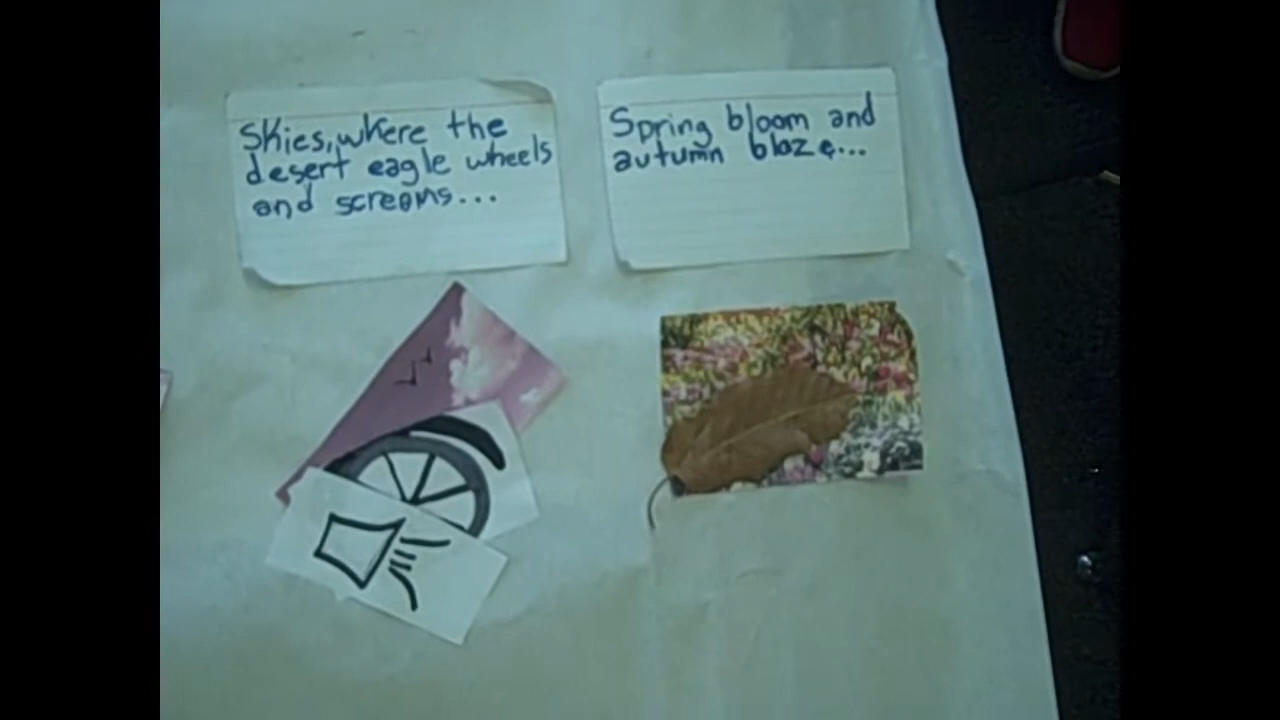 Skies, where the
desert eagle wheels
and screams...
Spring bloom and
autumn blaze...